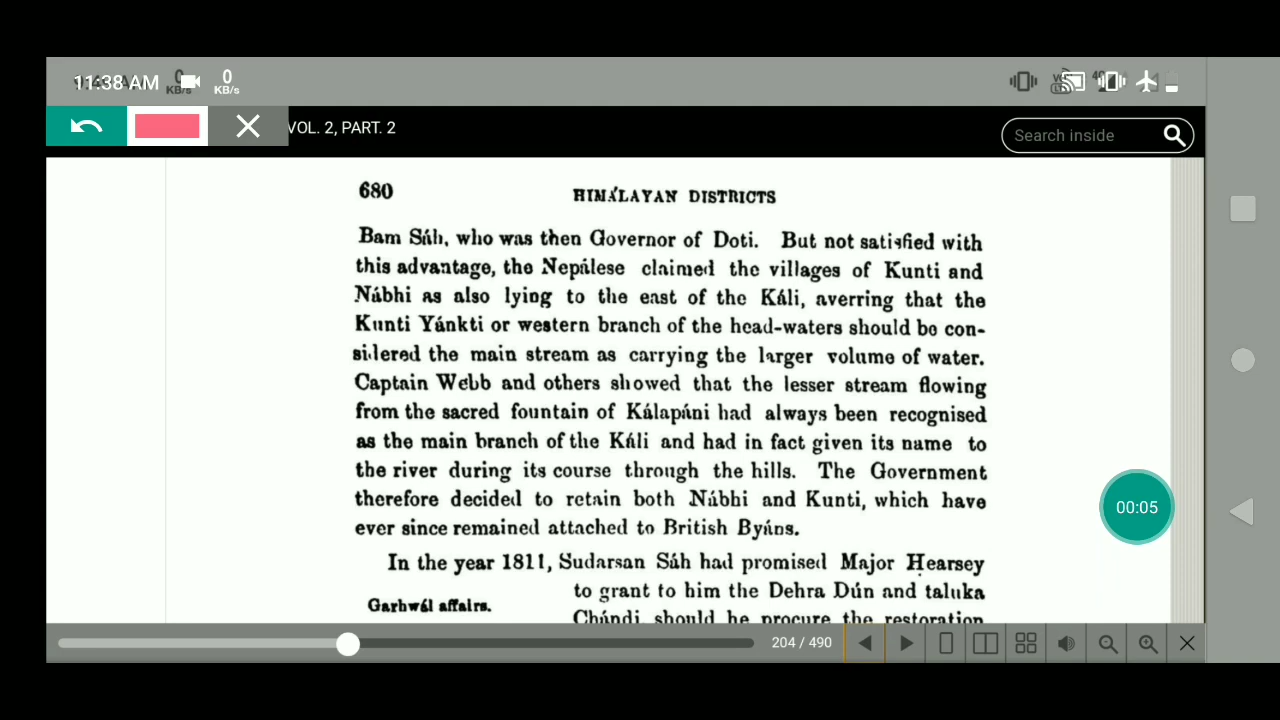 11:38 AM 0 KB/s 0 KB/s
VOL. 2, PART. 2
Search inside
680 HIMÁLAYAN DISTRICTS
Bam Sáh, who was then Governor of Doti. But not satisfied with
this advantage, the Nepálese claimed the villages of Kunti and
Nábhi as also lying to the east of the Káli, averring that the
Kunti Yánkti or western branch of the head-waters should be con-
sidered the main stream as carrying the larger volume of water.
Captain Webb and others showed that the lesser stream flowing
from the sacred fountain of Kálapáni had always been recognised
as the main branch of the Káli and had in fact given its name to
the river during its course through the hills. The Government
therefore decided to retain both Nábhi and Kunti, which have
ever since remained attached to British Byáns.
00:05
In the year 1811, Sudarsan Sáh had promised Major Hearsey
to grant to him the Dehra Dún and taluka
Garhwál affairs.
Chándi should he procure the restoration
204 / 490